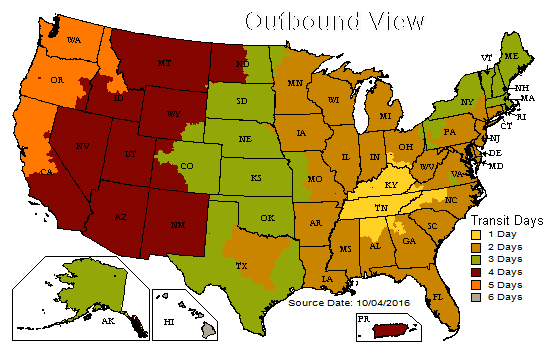 Outbound View
WA
MT
ND
MN
VT
ME
OR
ID
WY
SD
WI
MI
NY
NH
MA
RI
CT
NV
UT
CO
NE
IA
IL
IN
OH
PA
NJ
DE
MD
CA
KS
MO
KY
WV
VA
AZ
NM
OK
AR
TN
NC
TX
LA
MS
AL
GA
SC
FL
Transit Days
1 Day
2 Days
3 Days
4 Days
5 Days
6 Days
Source Date: 10/04/2016
AK
HI
PR